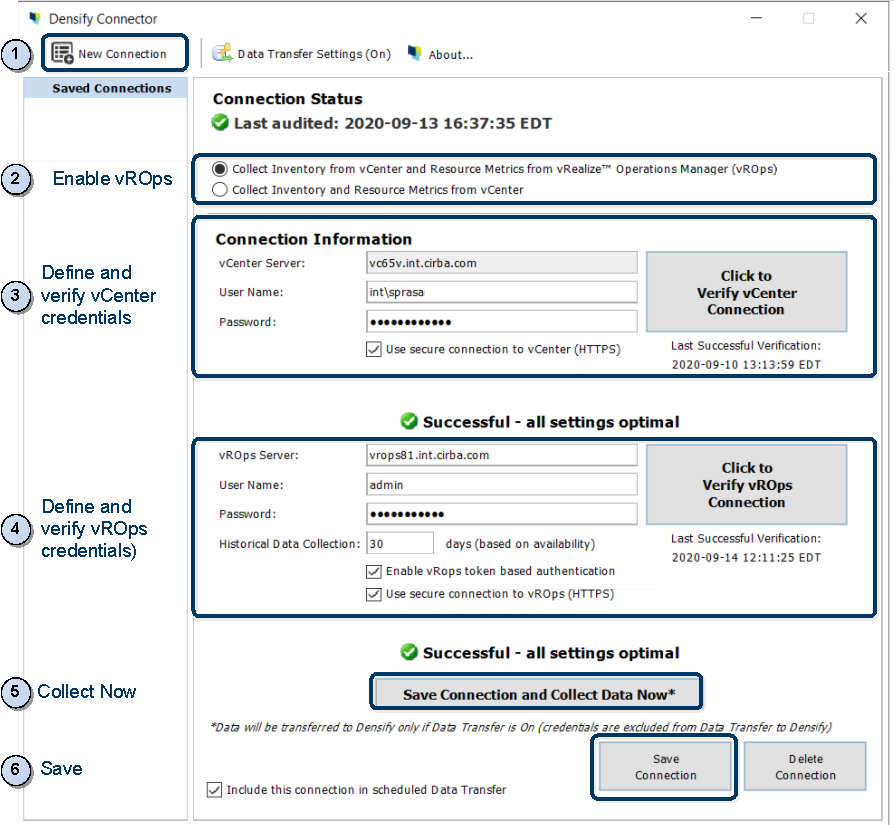 Densify Connector
1
New Connection
Data Transfer Settings (On)
About...
Saved Connections
Connection Status
Last audited: 2020-09-13 16:37:35 EDT
2
Enable vROps
Collect Inventory from vCenter and Resource Metrics from vRealize™ Operations Manager (vROps)
Collect Inventory and Resource Metrics from vCenter
3
Define and
verify vCenter
credentials
Connection Information
vCenter Server:
vc65v.int.cirba.com
User Name:
int\sprasa
Password:
●●●●●●●●●●●●
Use secure connection to vCenter (HTTPS)
Click to
Verify vCenter
Connection
Last Successful Verification:
2020-09-10 13:13:59 EDT
Successful - all settings optimal
4
Define and
verify vROps
credentials)
vROps Server:
vrops81.int.cirba.com
User Name:
admin
Password:
●●●●●●●●●●●
Historical Data Collection:
30
days (based on availability)
Enable vRops token based authentication
Use secure connection to vROps (HTTPS)
Click to
Verify vROps
Connection
Last Successful Verification:
2020-09-14 12:11:25 EDT
Successful - all settings optimal
5
Collect Now
Save Connection and Collect Data Now*
*Data will be transferred to Densify only if Data Transfer is On (credentials are excluded from Data Transfer to Densify)
6
Save
Save
Connection
Delete
Connection
Include this connection in scheduled Data Transfer